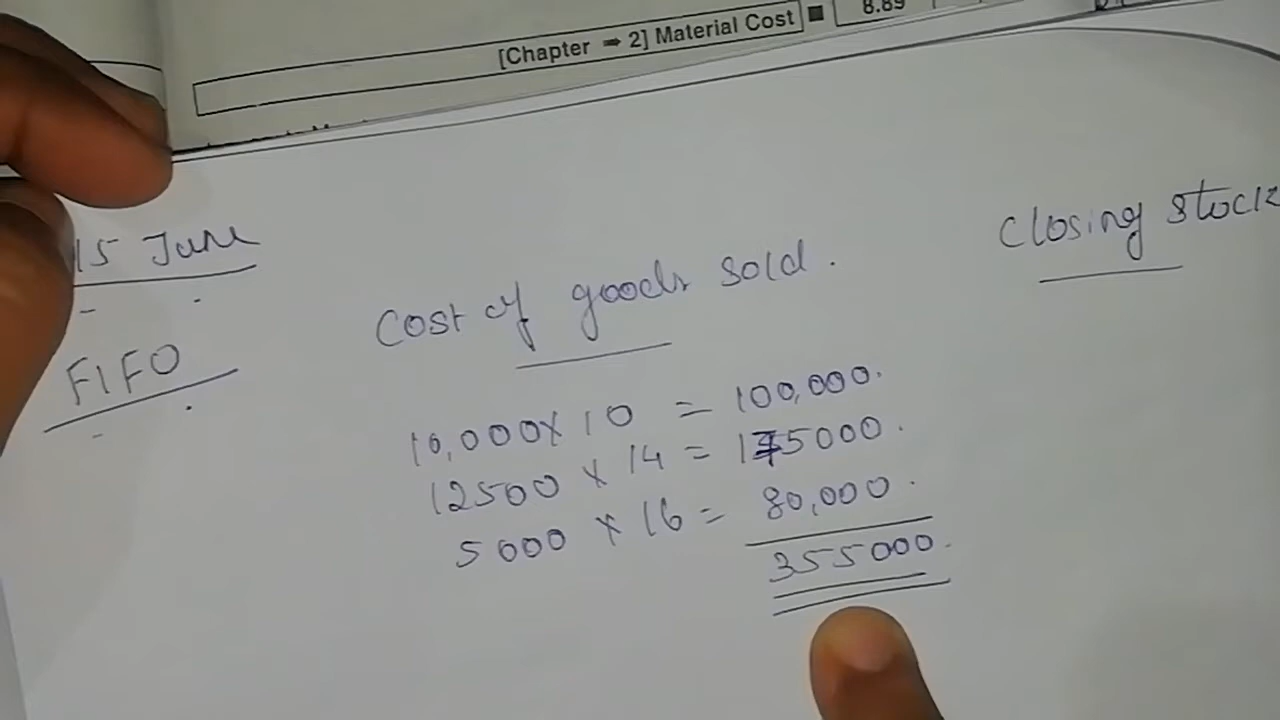 [Chapter ➡ 2] Material Cost ■ 8.89
15 June
FIFO
Cost of goods sold.
Closing stock
10,000 x 10 = 100,000.
12500 x 14 = 175000.
5000 x 16 = 80,000.
355000.